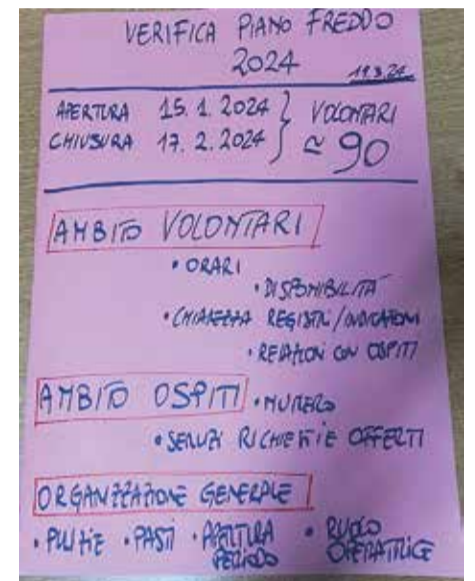 VERIFICA PIANO FREDDO
2024 19.3.24
APERTURA 15.1.2024 } VOLONTARI
CHIUSURA 17.2.2024 } ≃ 90
AMBITO VOLONTARI
• ORARI
• DISPONIBILITÀ
• CHIAREZZA REGISTRI/INDICAZIONI
• RELAZIONI CON OSPITI
AMBITO OSPITI • NUMERO
• SERVIZI RICHIESTI E OFFERTI
ORGANIZZAZIONE GENERALE
• PULIZIE • PASTI • APERTURA PERIODO • RUOLO OPERATRICE